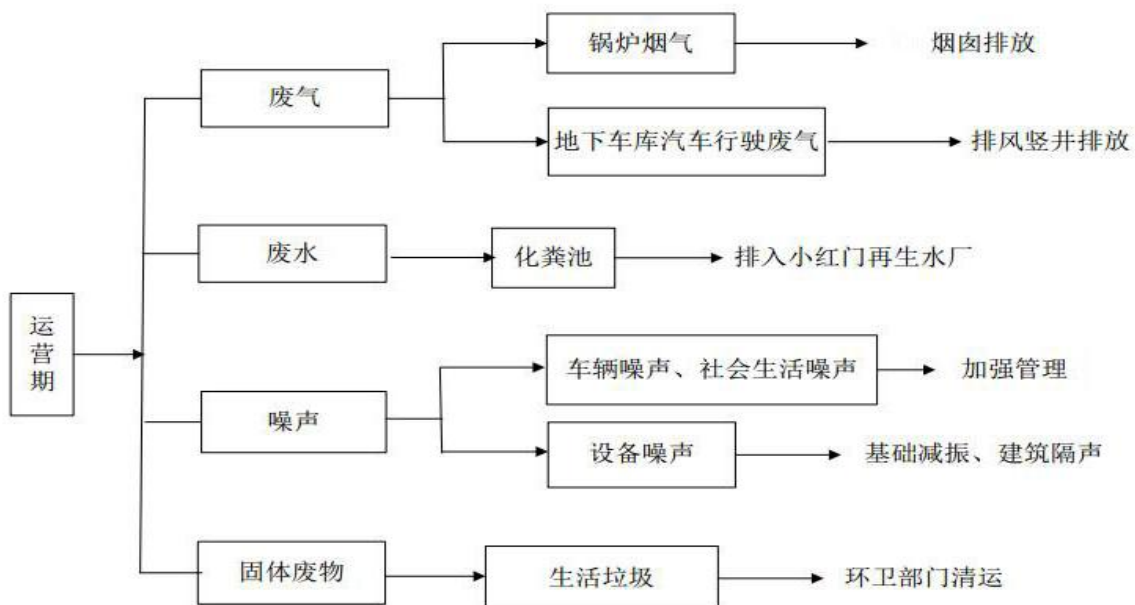 锅炉烟气
烟囱排放
废气
地下车库汽车行驶废气
排风竖井排放
废水
化粪池
排入小红门再生水厂
运营期
车辆噪声、社会生活噪声
加强管理
噪声
设备噪声
基础减振、建筑隔声
固体废物
生活垃圾
环卫部门清运